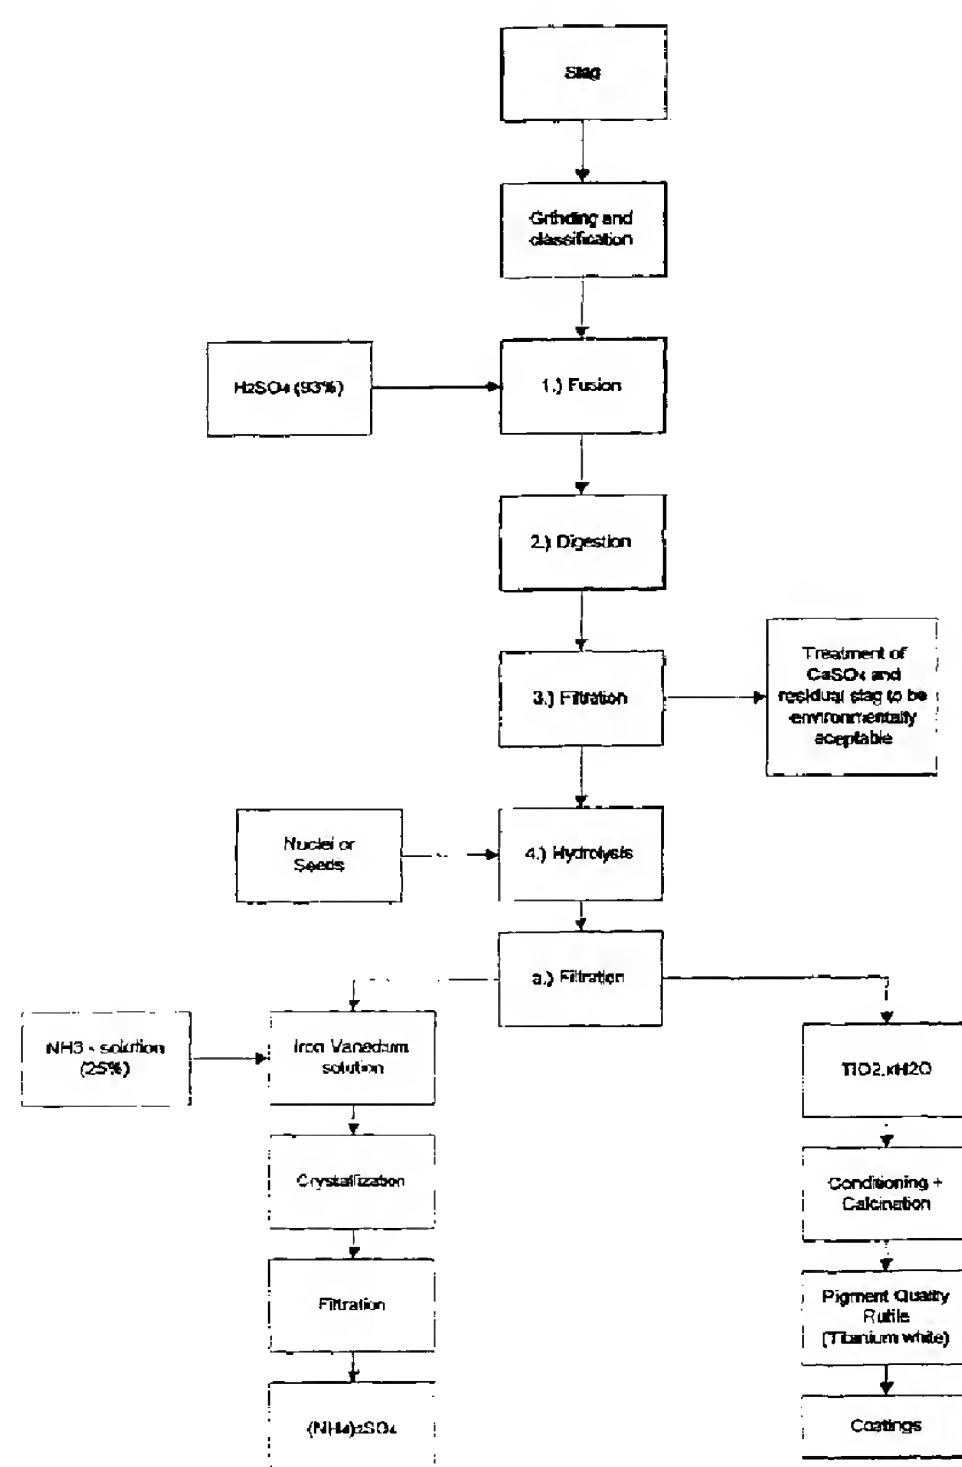 Slag
Grinding and
classification
H2SO4 (93%)
1.) Fusion
2.) Digestion
3.) Filtration
Treatment of
CaSO4 and
residual slag to be
environmentally
aceptable
Nuclei or
Seeds
4.) Hydrolysis
a.) Filtration
NH3 - solution
(25%)
Iron Vanadium
solution
TiO2.xH2O
Crystallization
Conditioning +
Calcination
Filtration
Pigment Quality
Rutile
(Titanium white)
(NH4)2SO4
Coatings